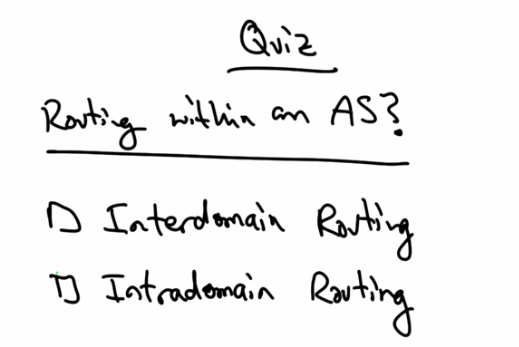 Quiz
Routing within an AS?
Interdomain Routing
Intradomain Routing